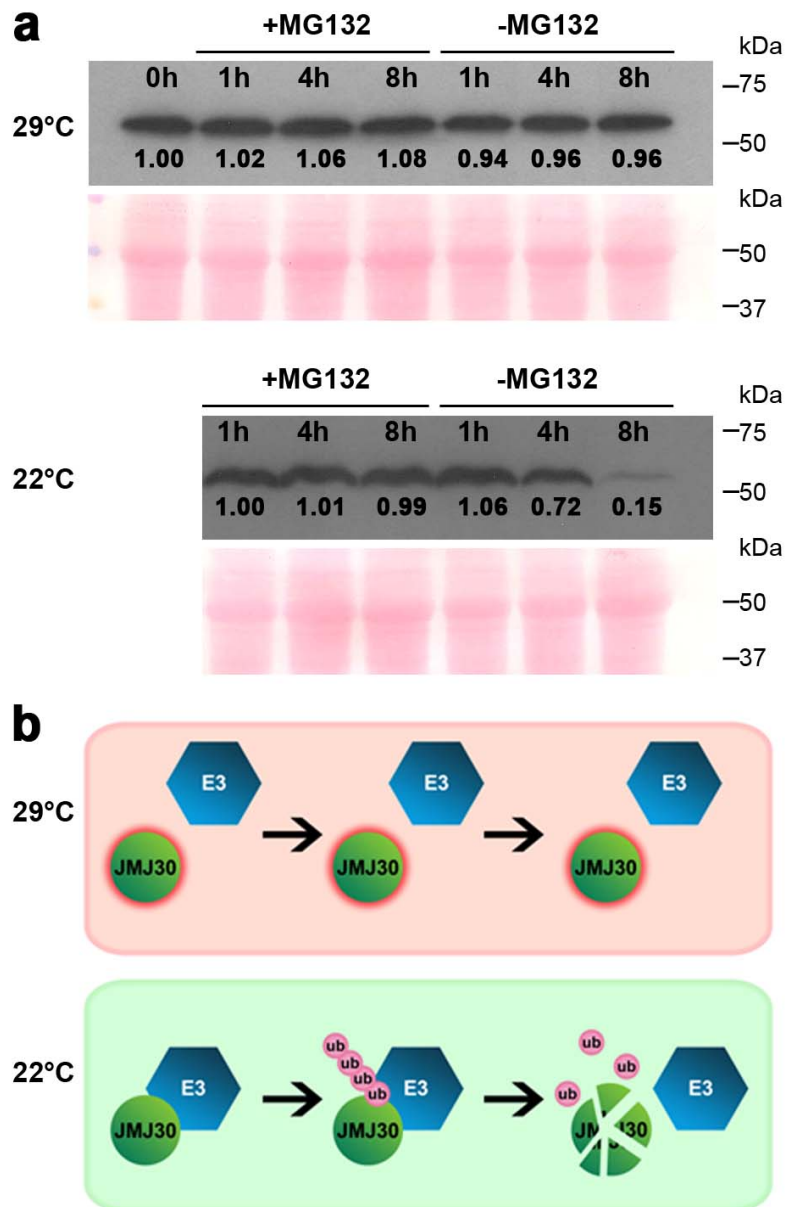 a
+MG132 -MG132
kDa
0h 1h 4h 8h 1h 4h 8h
–75
29°C
–50
1.00 1.02 1.06 1.08 0.94 0.96 0.96
kDa
–50
–37
+MG132 -MG132
kDa
1h 4h 8h 1h 4h 8h
–75
22°C
–50
1.00 1.01 0.99 1.06 0.72 0.15
kDa
–50
–37
b
29°C
E3 E3 E3
JMJ30 JMJ30 JMJ30
22°C
ub ub ub ub ub ub ub
E3 E3 E3
JMJ30 JMJ30 JMJ30